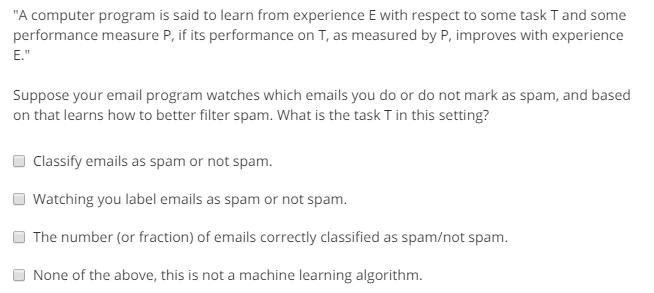 "A computer program is said to learn from experience E with respect to some task T and some
performance measure P, if its performance on T, as measured by P, improves with experience
E."
Suppose your email program watches which emails you do or do not mark as spam, and based
on that learns how to better filter spam. What is the task T in this setting?
Classify emails as spam or not spam.
Watching you label emails as spam or not spam.
The number (or fraction) of emails correctly classified as spam/not spam.
None of the above, this is not a machine learning algorithm.